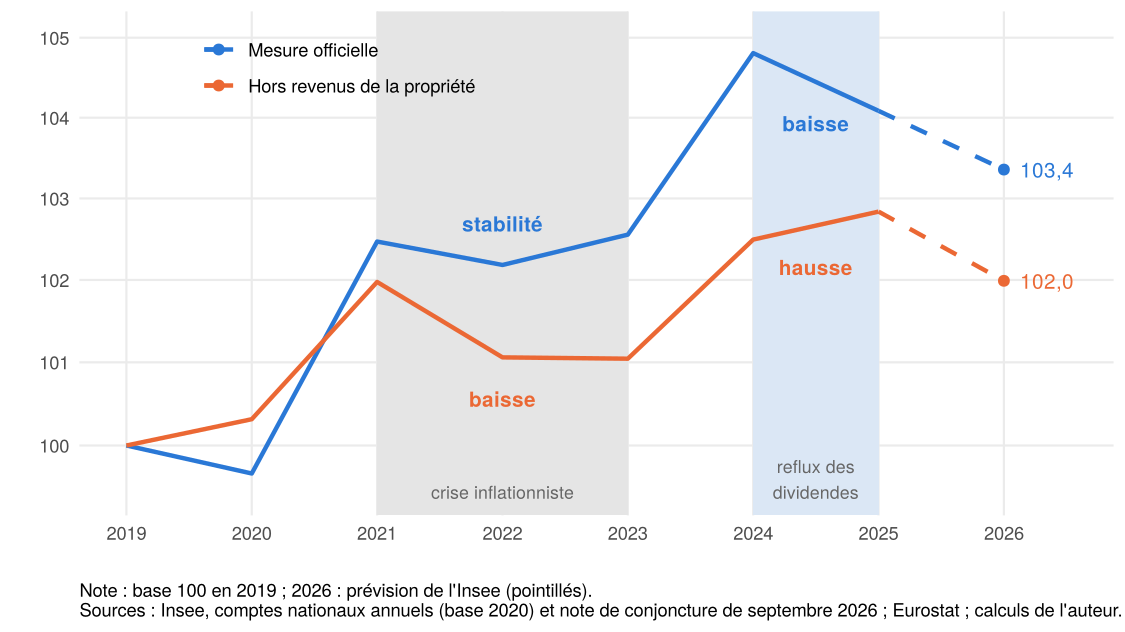 105
Mesure officielle
Hors revenus de la propriété
104
baisse
103,4
103
stabilité
hausse
102
102,0
101
baisse
100
reflux des
dividendes
crise inflationniste
2019 2020 2021 2022 2023 2024 2025 2026
Note : base 100 en 2019 ; 2026 : prévision de l'Insee (pointillés).
Sources : Insee, comptes nationaux annuels (base 2020) et note de conjoncture de septembre 2026 ; Eurostat ; calculs de l'auteur.